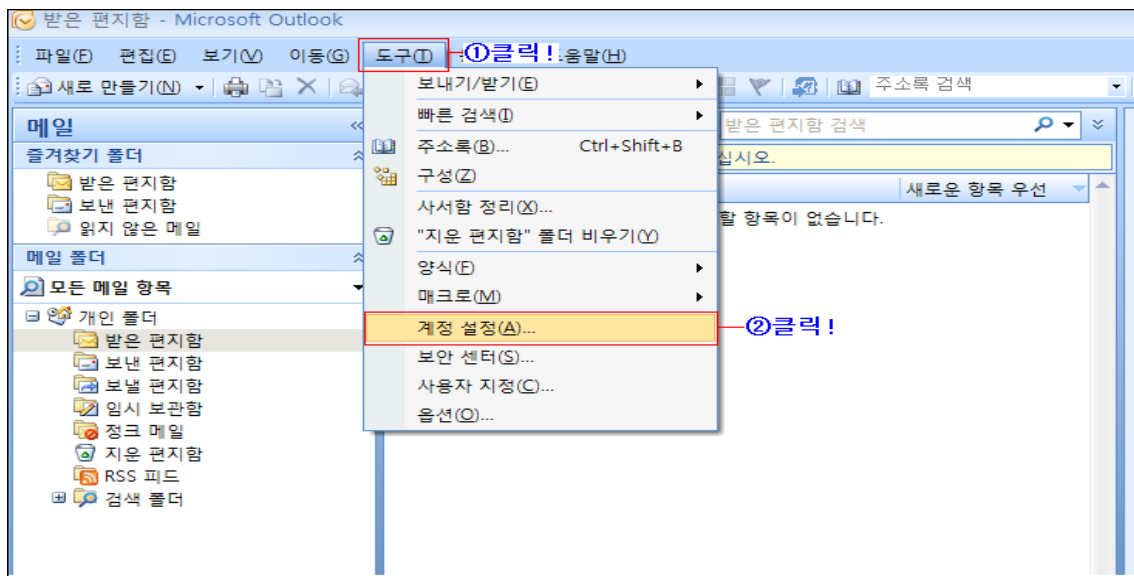 받은 편지함 - Microsoft Outlook
파일(F) 편집(E) 보기(V) 이동(G) 도구(T) ①클릭! 움말(H)
새로 만들기(N) 주소록 검색
메일
즐겨찾기 폴더
받은 편지함
보낸 편지함
읽지 않은 메일
메일 폴더
모든 메일 항목
개인 폴더
받은 편지함
보낸 편지함
보낼 편지함
임시 보관함
정크 메일
지운 편지함
RSS 피드
검색 폴더
보내기/받기(E)
빠른 검색(I)
주소록(B)... Ctrl+Shift+B
구성(Z)
사서함 정리(X)...
"지운 편지함" 폴더 비우기(Y)
양식(F)
매크로(M)
계정 설정(A)... ②클릭!
보안 센터(S)...
사용자 지정(C)...
옵션(O)...
받은 편지함 검색
십시오.
새로운 항목 우선
할 항목이 없습니다.